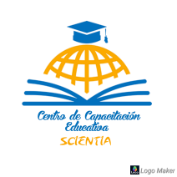 Centro de Capacitación
Educativa
SCIENTIA
Logo Maker